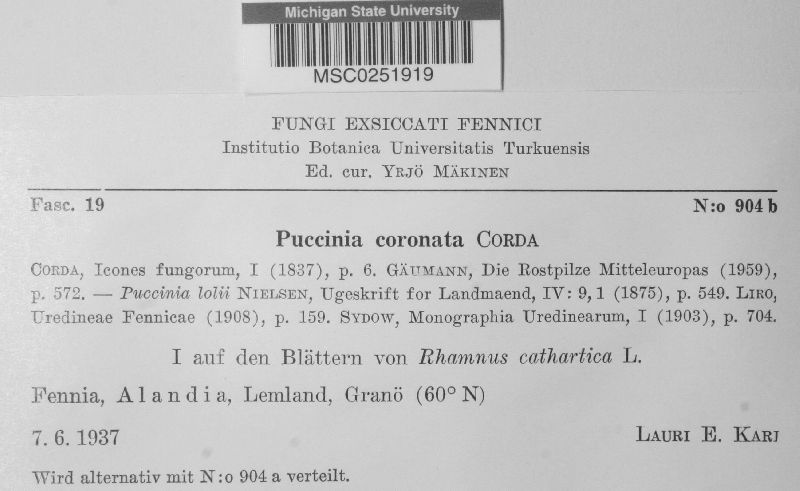 Michigan State University
MSC0251919
FUNGI EXSICCATI FENNICI
Institutio Botanica Universitatis Turkuensis
Ed. cur. YRJÖ MÄKINEN
Fasc. 19 N:o 904 b
Puccinia coronata CORDA
CORDA, Icones fungorum, I (1837), p. 6. GÄUMANN, Die Rostpilze Mitteleuropas (1959),
p. 572. — Puccinia lolii NIELSEN, Ugeskrift for Landmaend, IV: 9, 1 (1875), p. 549. LIRO,
Uredineae Fennicae (1908), p. 159. SYDOW, Monographia Uredinearum, I (1903), p. 704.
I auf den Blättern von Rhamnus cathartica L.
Fennia, Alandia, Lemland, Granö (60° N)
7. 6. 1937 LAURI E. KARI
Wird alternativ mit N:o 904 a verteilt.